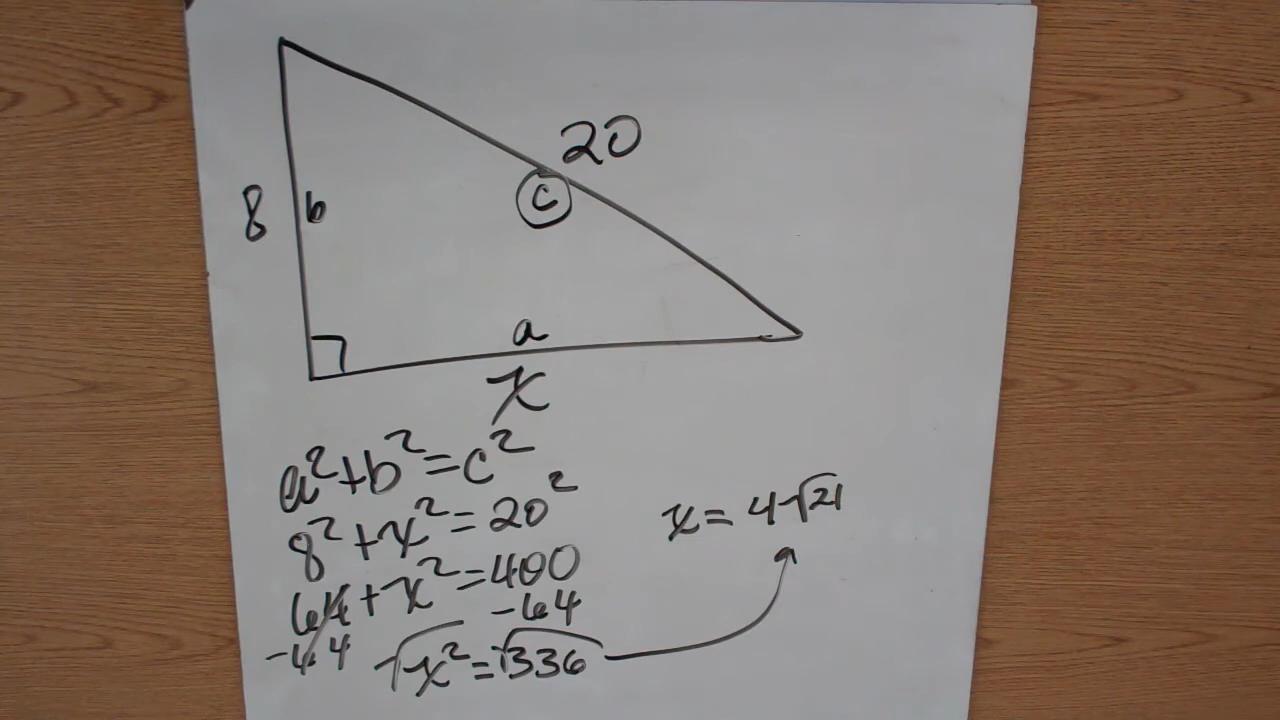 20
c
8
b
a
x
a²+b²=c²
8²+x²=20²
64+x²=400
-64 -64
√x²=√336
x=4√21